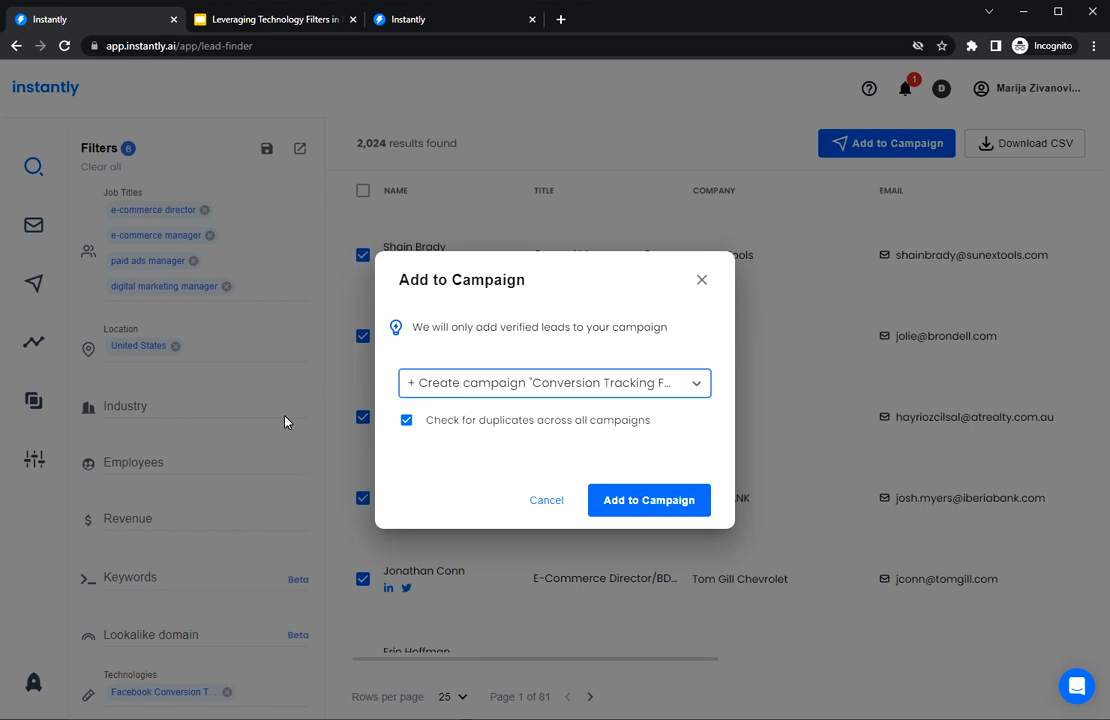 Instantly
Leveraging Technology Filters in
Instantly
app.instantly.ai/app/lead-finder
Incognito
instantly
1
D
Marija Zivanovi...
Filters 6
Clear all
Job Titles
e-commerce director
e-commerce manager
paid ads manager
digital marketing manager
Location
United States
Industry
Employees
Revenue
Keywords
Beta
Lookalike domain
Beta
Technologies
Facebook Conversion T...
2,024 results found
Add to Campaign
Download CSV
NAME
TITLE
COMPANY
EMAIL
Shain Brady
ools
shainbrady@sunextools.com
jolie@brondell.com
hayriozcilsal@atrealty.com.au
NK
josh.myers@iberiabank.com
Jonathan Conn
E-Commerce Director/BD...
Tom Gill Chevrolet
jconn@tomgill.com
Erin Hoffman
Rows per page
25
Page 1 of 81
Add to Campaign
We will only add verified leads to your campaign
+ Create campaign "Conversion Tracking F...
Check for duplicates across all campaigns
Cancel
Add to Campaign